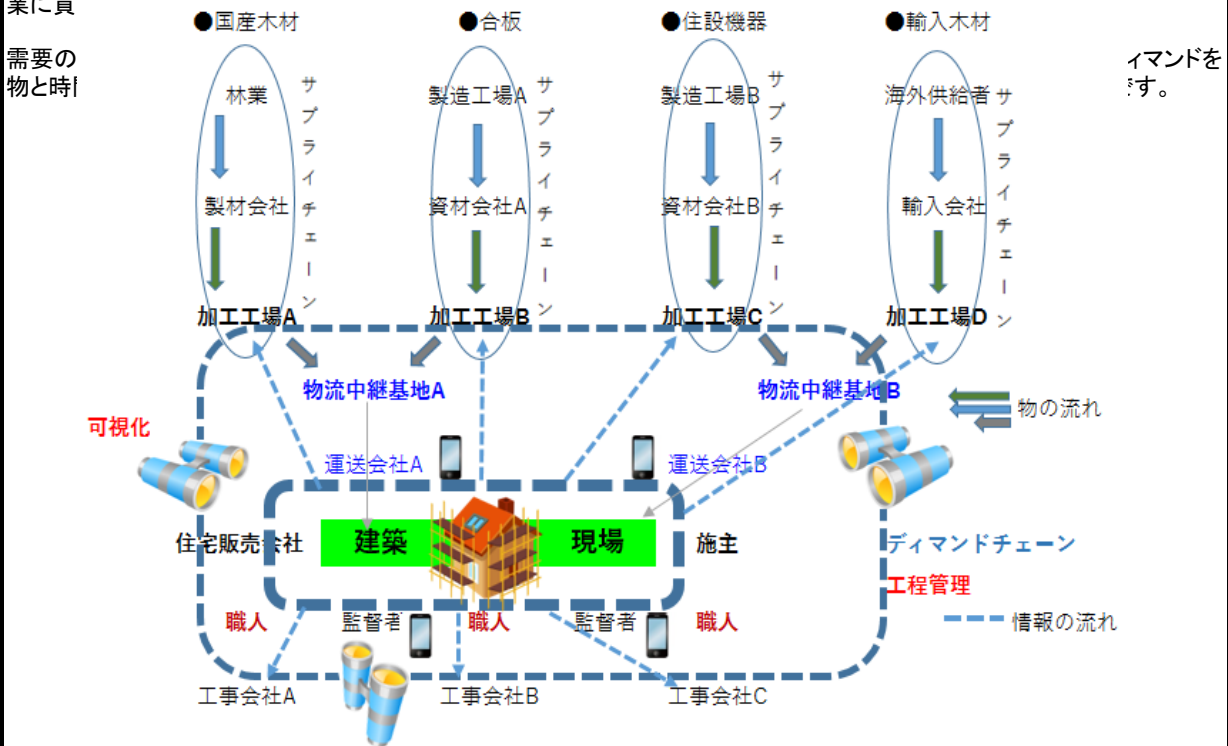 業に資
●国産木材 ●合板 ●住設機器 ●輸入木材
需要の
ィマンドを
物と時
です。
林業 製造工場A 製造工場B 海外供給者
サプライチェーン サプライチェーン サプライチェーン サプライチェーン
製材会社 資材会社A 資材会社B 輸入会社
加工工場A 加工工場B 加工工場C 加工工場D
物流中継基地A 物流中継基地B
物の流れ
可視化
運送会社A 運送会社B
住宅販売会社 建築 現場 施主 ディマンドチェーン
工程管理
職人 監督者 職人 監督者 職人 情報の流れ
工事会社A 工事会社B 工事会社C